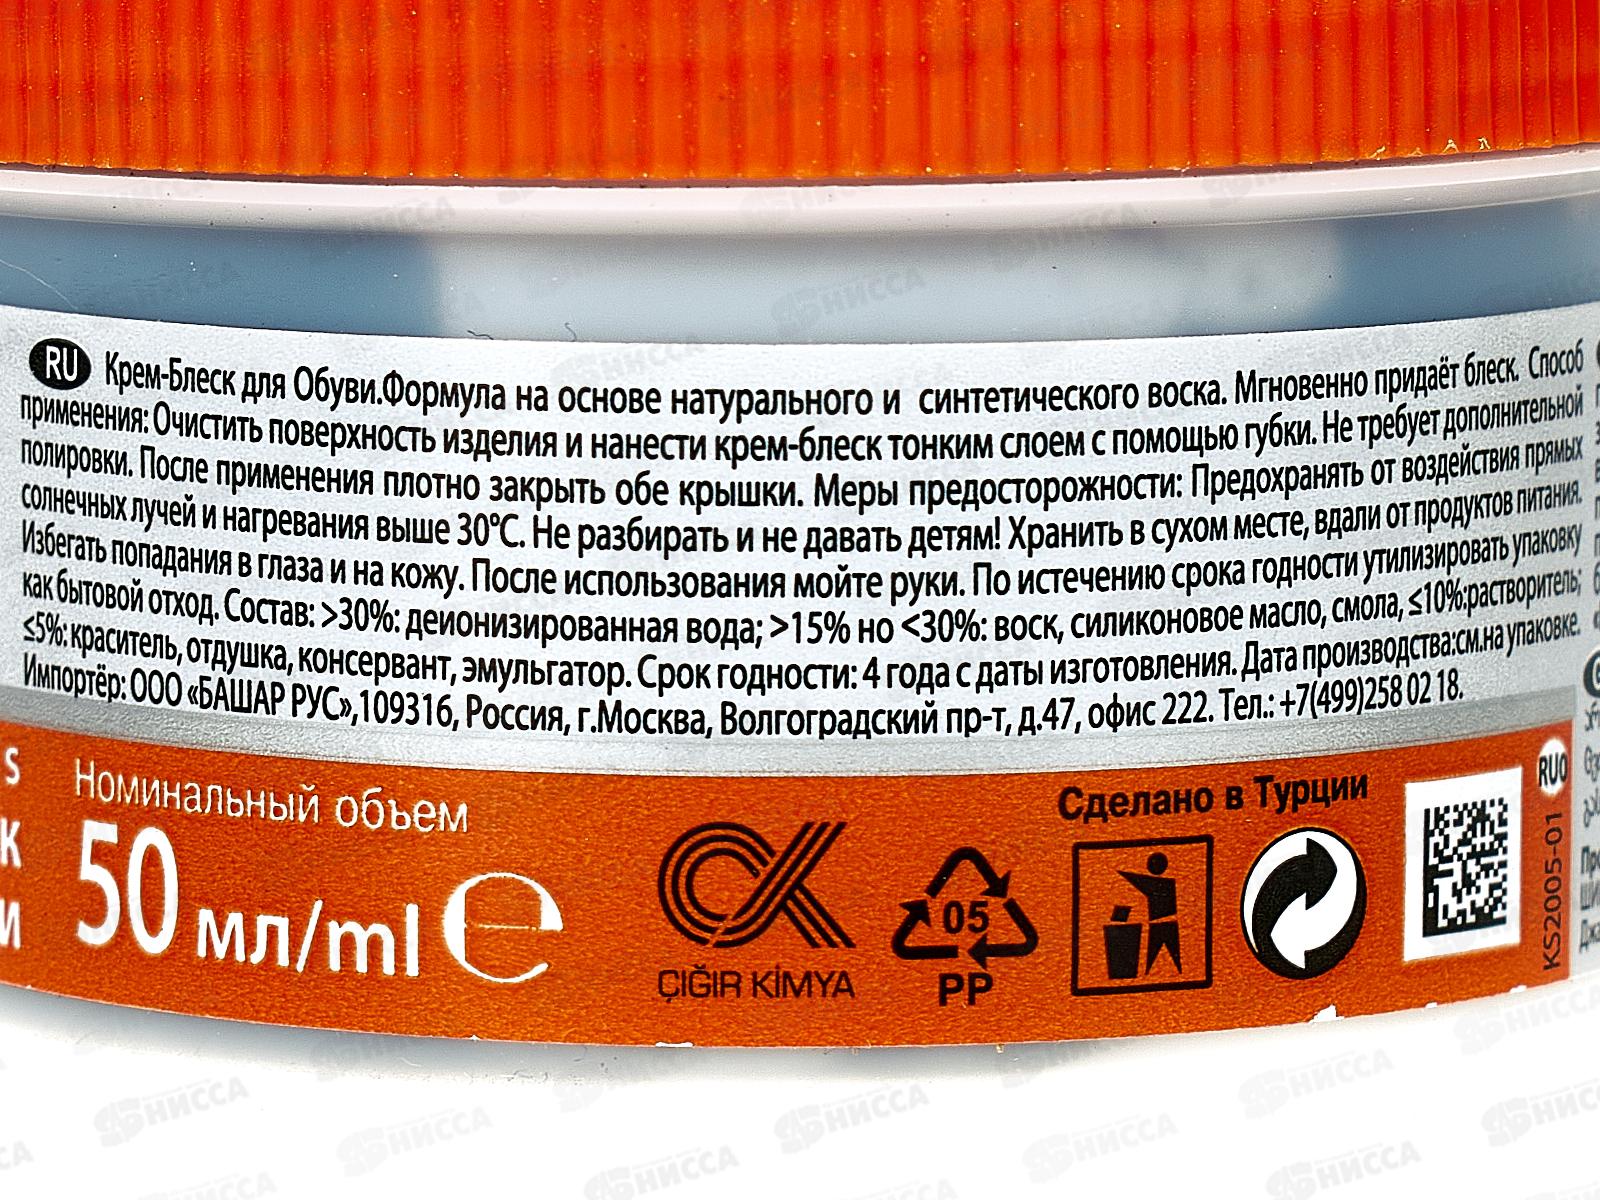 RU Крем-Блеск для Обуви.Формула на основе натурального и синтетического воска. Мгновенно придаёт блеск. Способ
применения: Очистить поверхность изделия и нанести крем-блеск тонким слоем с помощью губки. Не требует дополнительной
полировки. После применения плотно закрыть обе крышки. Меры предосторожности: Предохранять от воздействия прямых
солнечных лучей и нагревания выше 30°C. Не разбирать и не давать детям! Хранить в сухом месте, вдали от продуктов питания.
Избегать попадания в глаза и на кожу. После использования мойте руки. По истечению срока годности утилизировать упаковку
как бытовой отход. Состав: >30%: деионизированная вода; >15% но <30%: воск, силиконовое масло, смола, ≤10%:растворитель;
≤5%: краситель, отдушка, консервант, эмульгатор. Срок годности: 4 года с даты изготовления. Дата производства:см.на упаковке.
Импортёр: ООО «БАШАР РУС»,109316, Россия, г.Москва, Волгоградский пр-т, д.47, офис 222. Тел.: +7(499)258 02 18.
Номинальный объем
50 мл/ml e
ÇIĞIR KİMYA
05
PP
Сделано в Турции
KS2005-01
RU0
НИССА